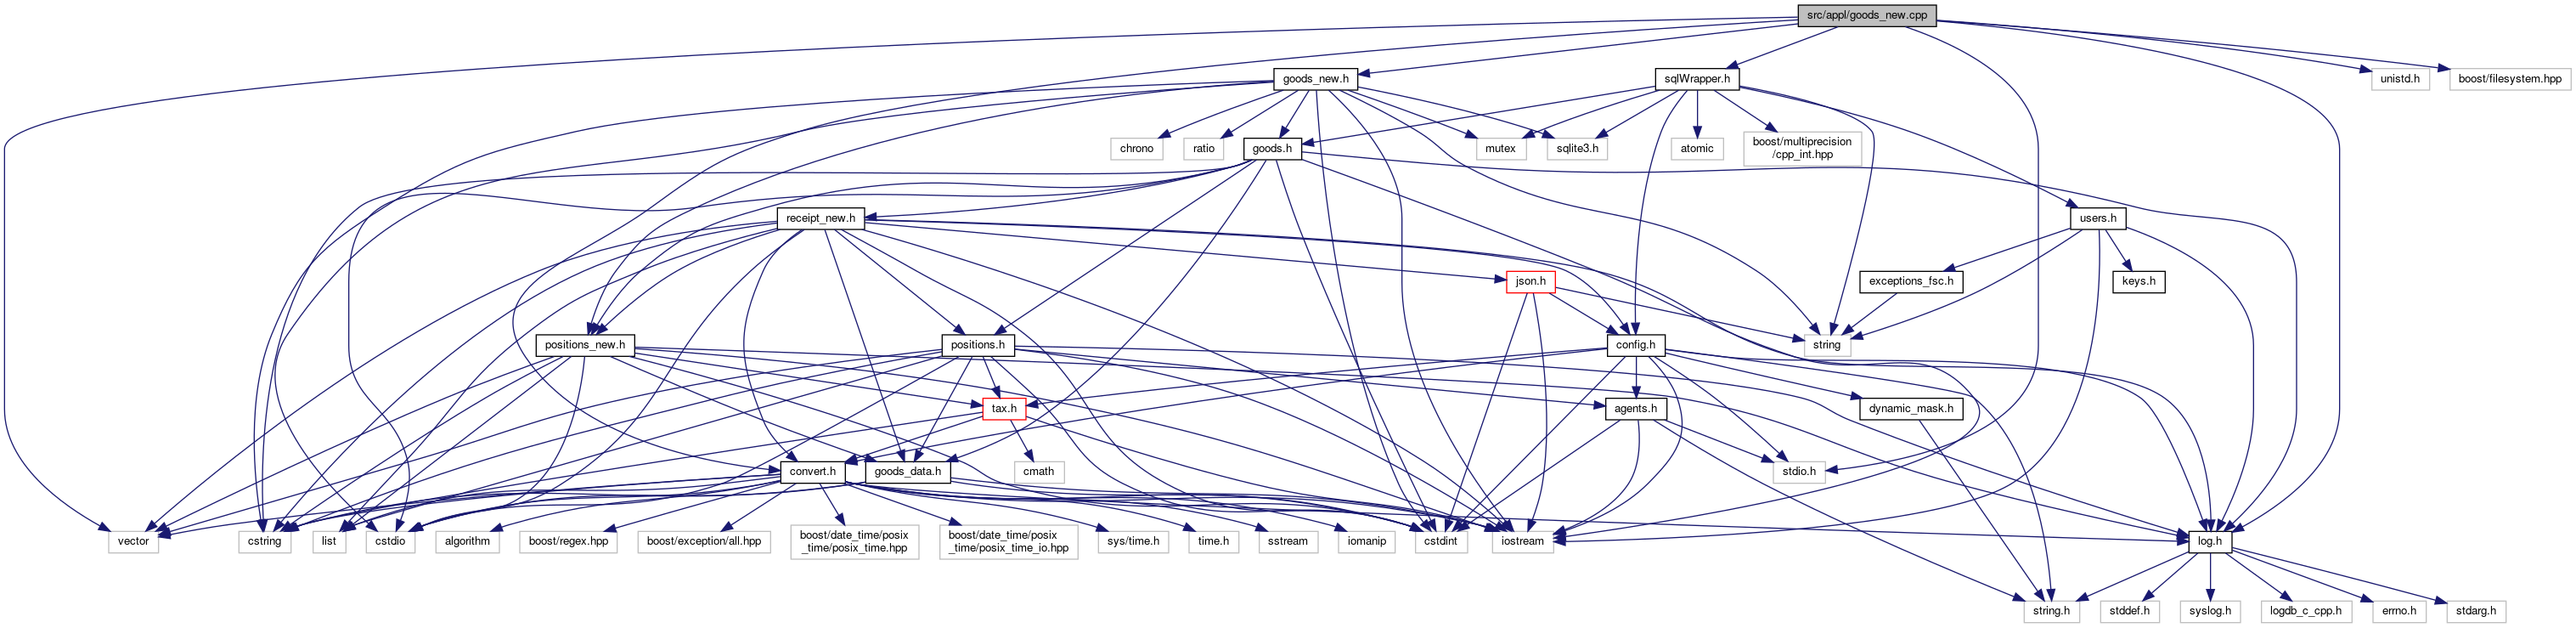 src/appl/goods_new.cpp
goods_new.h
sqlWrapper.h
unistd.h
boost/filesystem.hpp
chrono
ratio
goods.h
mutex
sqlite3.h
atomic
boost/multiprecision
/cpp_int.hpp
receipt_new.h
users.h
json.h
exceptions_fsc.h
keys.h
positions_new.h
positions.h
config.h
string
tax.h
agents.h
dynamic_mask.h
convert.h
goods_data.h
cmath
stdio.h
vector
cstring
list
cstdio
algorithm
boost/regex.hpp
boost/exception/all.hpp
boost/date_time/posix
_time/posix_time.hpp
boost/date_time/posix
_time/posix_time_io.hpp
sys/time.h
time.h
sstream
iomanip
cstdint
iostream
log.h
string.h
stddef.h
syslog.h
logdb_c_cpp.h
errno.h
stdarg.h